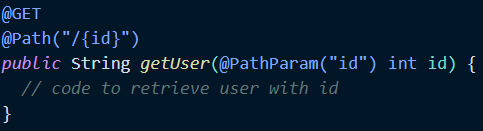 @GET
@Path("/{id}")
public String getUser(@PathParam("id") int id) {
  // code to retrieve user with id
}